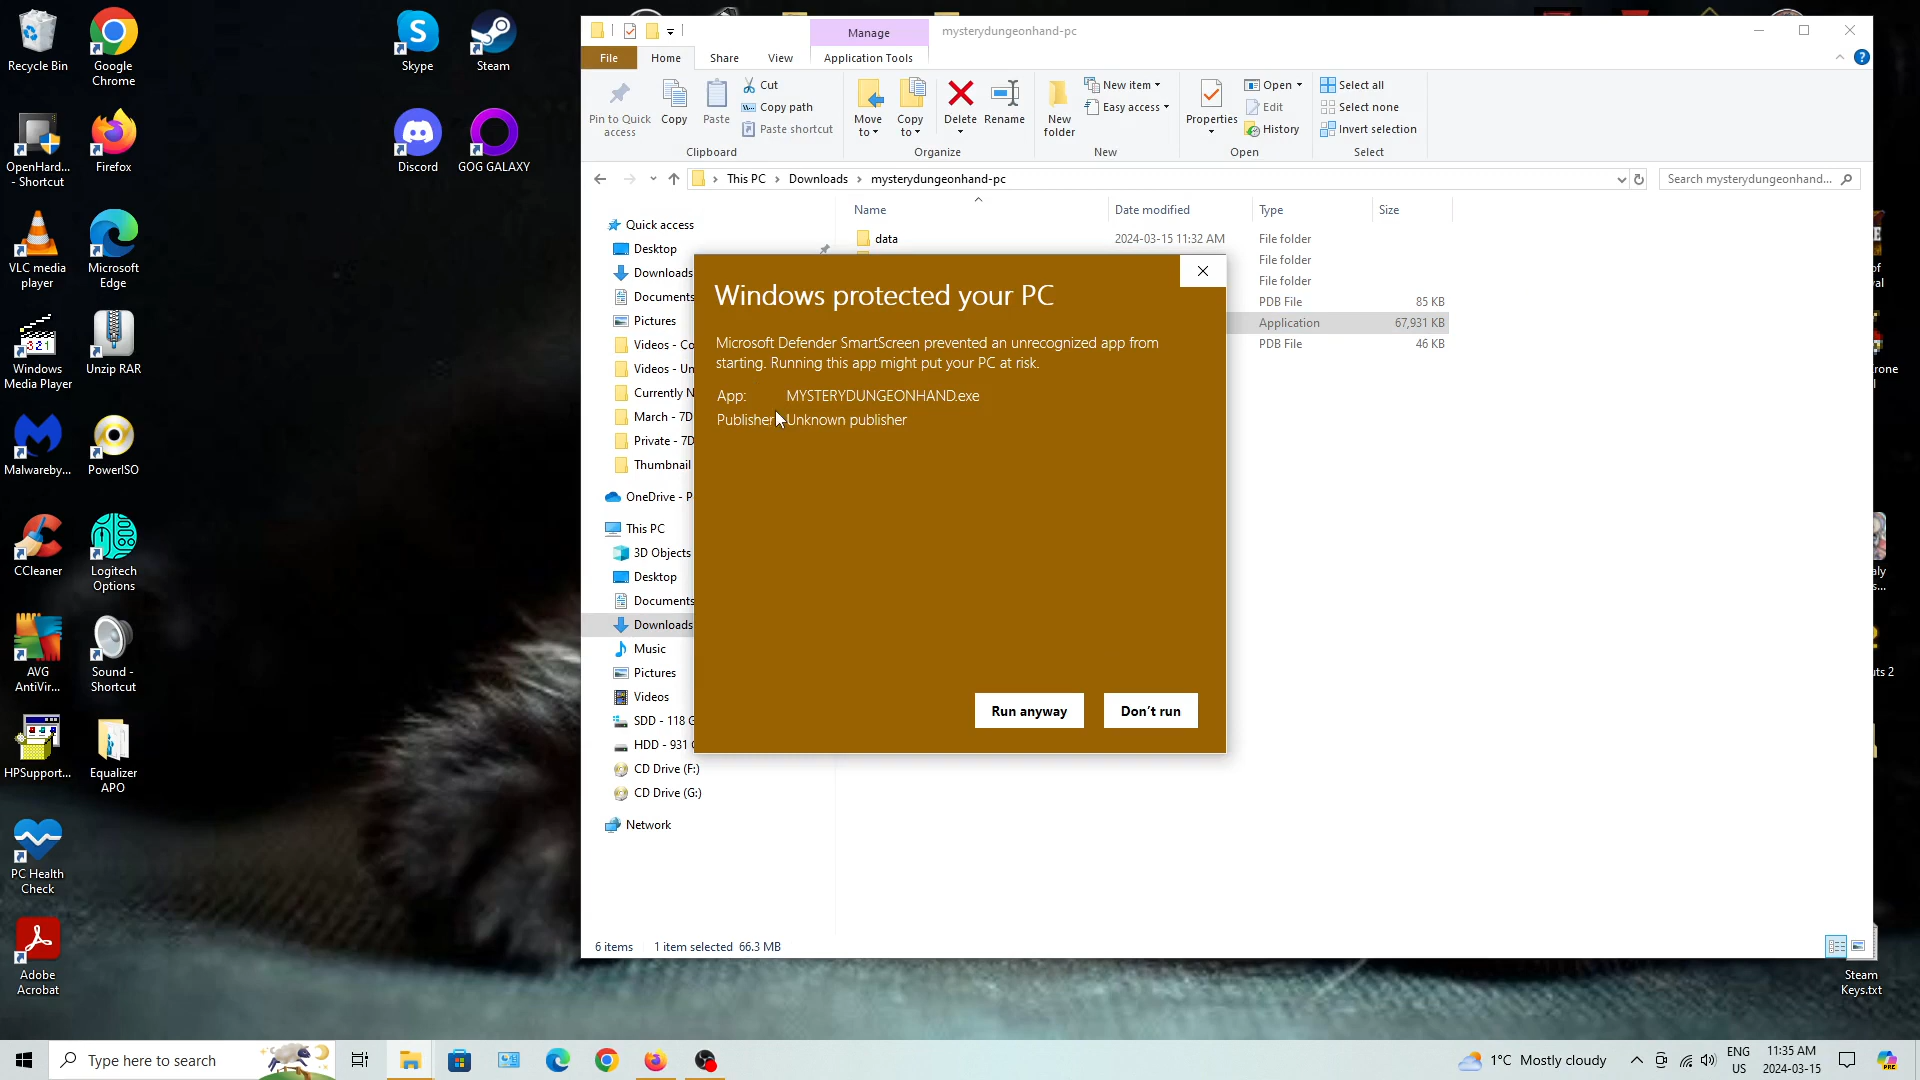 Recycle Bin
Google
Chrome
Skype
Steam
OpenHard...
- Shortcut
Firefox
Discord
GOG GALAXY
VLC media
player
Microsoft
Edge
Windows
Media Player
Unzip RAR
Malwareby...
PowerISO
CCleaner
Logitech
Options
AVG
AntiVir...
Sound -
Shortcut
HPSupport...
Equalizer
APO
PC Health
Check
Adobe
Acrobat
Manage
mysterydungeonhand-pc
File
Home
Share
View
Application Tools
Pin to Quick
access
Copy
Paste
Cut
Copy path
Paste shortcut
Clipboard
Move
to
Copy
to
Delete
Rename
Organize
New
folder
New item
Easy access
New
Properties
Open
Edit
History
Open
Select all
Select none
Invert selection
Select
This PC > Downloads > mysterydungeonhand-pc
Search mysterydungeonhand...
Name
Date modified
Type
Size
data
2024-03-15 11:32 AM
File folder
File folder
File folder
PDB File 85 KB
Application 67,931 KB
PDB File 46 KB
Quick access
Desktop
Downloads
Documents
Pictures
Videos - Co
Videos - Un
Currently N
March - 7D
Private - 7D
Thumbnail
OneDrive - P
This PC
3D Objects
Desktop
Documents
Downloads
Music
Pictures
Videos
SDD - 118 G
HDD - 931 G
CD Drive (F:)
CD Drive (G:)
Network
Windows protected your PC
Microsoft Defender SmartScreen prevented an unrecognized app from
starting. Running this app might put your PC at risk.
App: MYSTERYDUNGEONHAND.exe
Publisher: Unknown publisher
Run anyway
Don't run
6 items
1 item selected 66.3 MB
Steam
Keys.txt
Type here to search
1°C Mostly cloudy
ENG
US
11:35 AM
2024-03-15